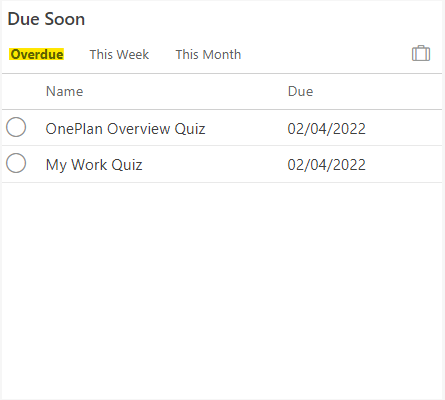 Due Soon
Overdue This Week This Month
Name Due
OnePlan Overview Quiz 02/04/2022
My Work Quiz 02/04/2022